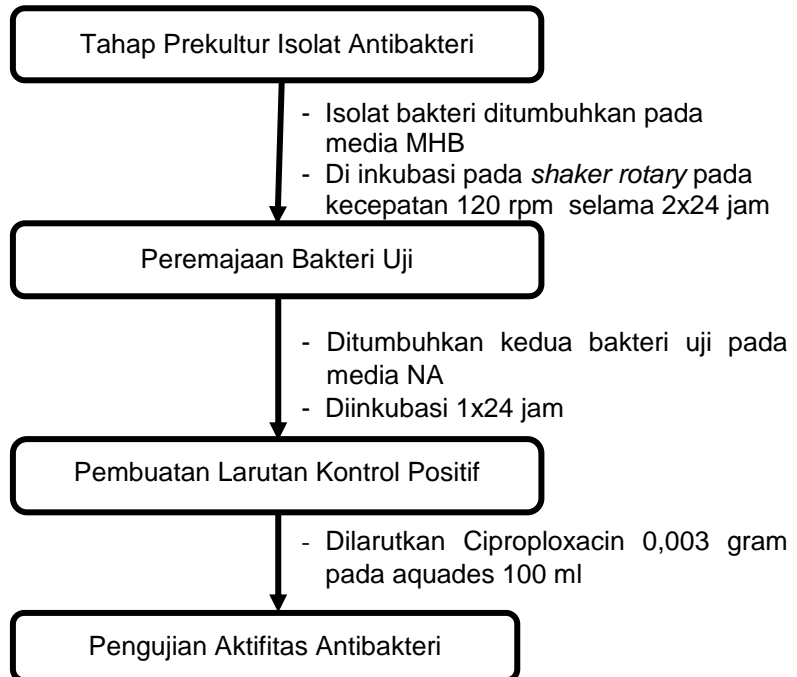 Tahap Prekultur Isolat Antibakteri
- Isolat bakteri ditumbuhkan pada
media MHB
- Di inkubasi pada shaker rotary pada
kecepatan 120 rpm selama 2x24 jam
Peremajaan Bakteri Uji
- Ditumbuhkan kedua bakteri uji pada
media NA
- Diinkubasi 1x24 jam
Pembuatan Larutan Kontrol Positif
- Dilarutkan Ciproploxacin 0,003 gram
pada aquades 100 ml
Pengujian Aktifitas Antibakteri